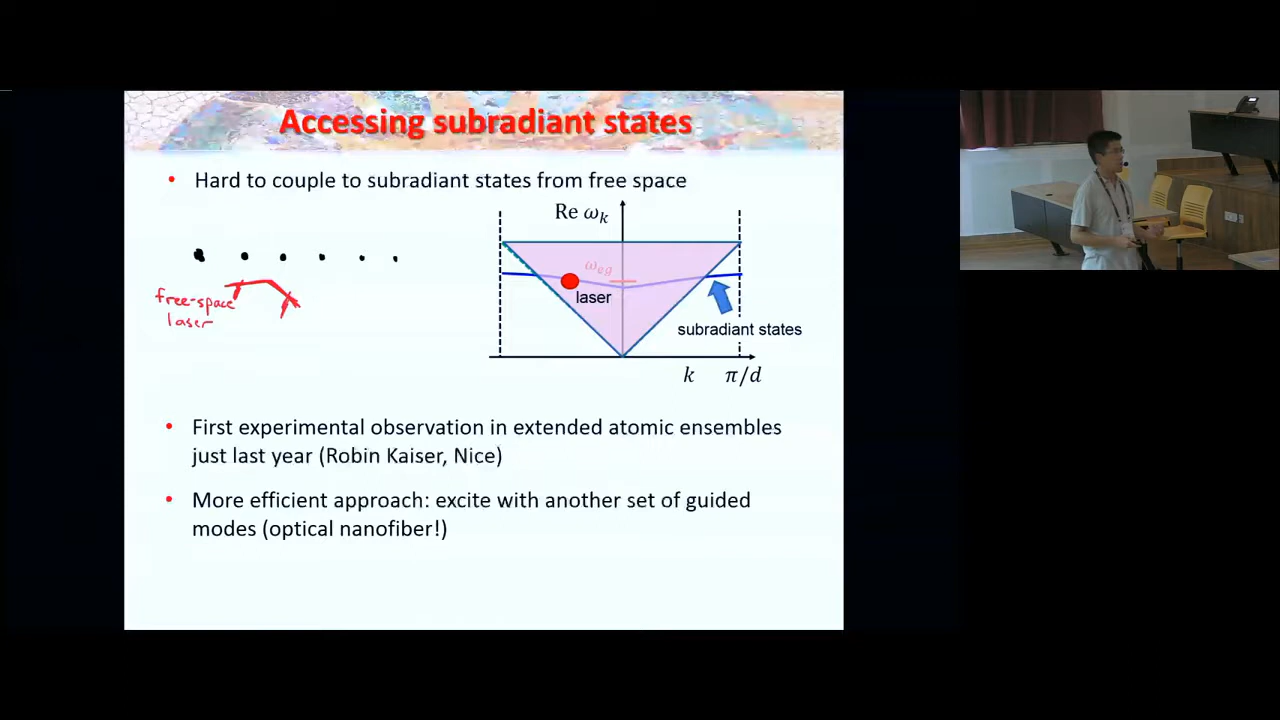 Accessing subradiant states
• Hard to couple to subradiant states from free space
free-space
laser
Re ωₖ
ωₑg
laser
subradiant states
k π/d
• First experimental observation in extended atomic ensembles
just last year (Robin Kaiser, Nice)
• More efficient approach: excite with another set of guided
modes (optical nanofiber!)